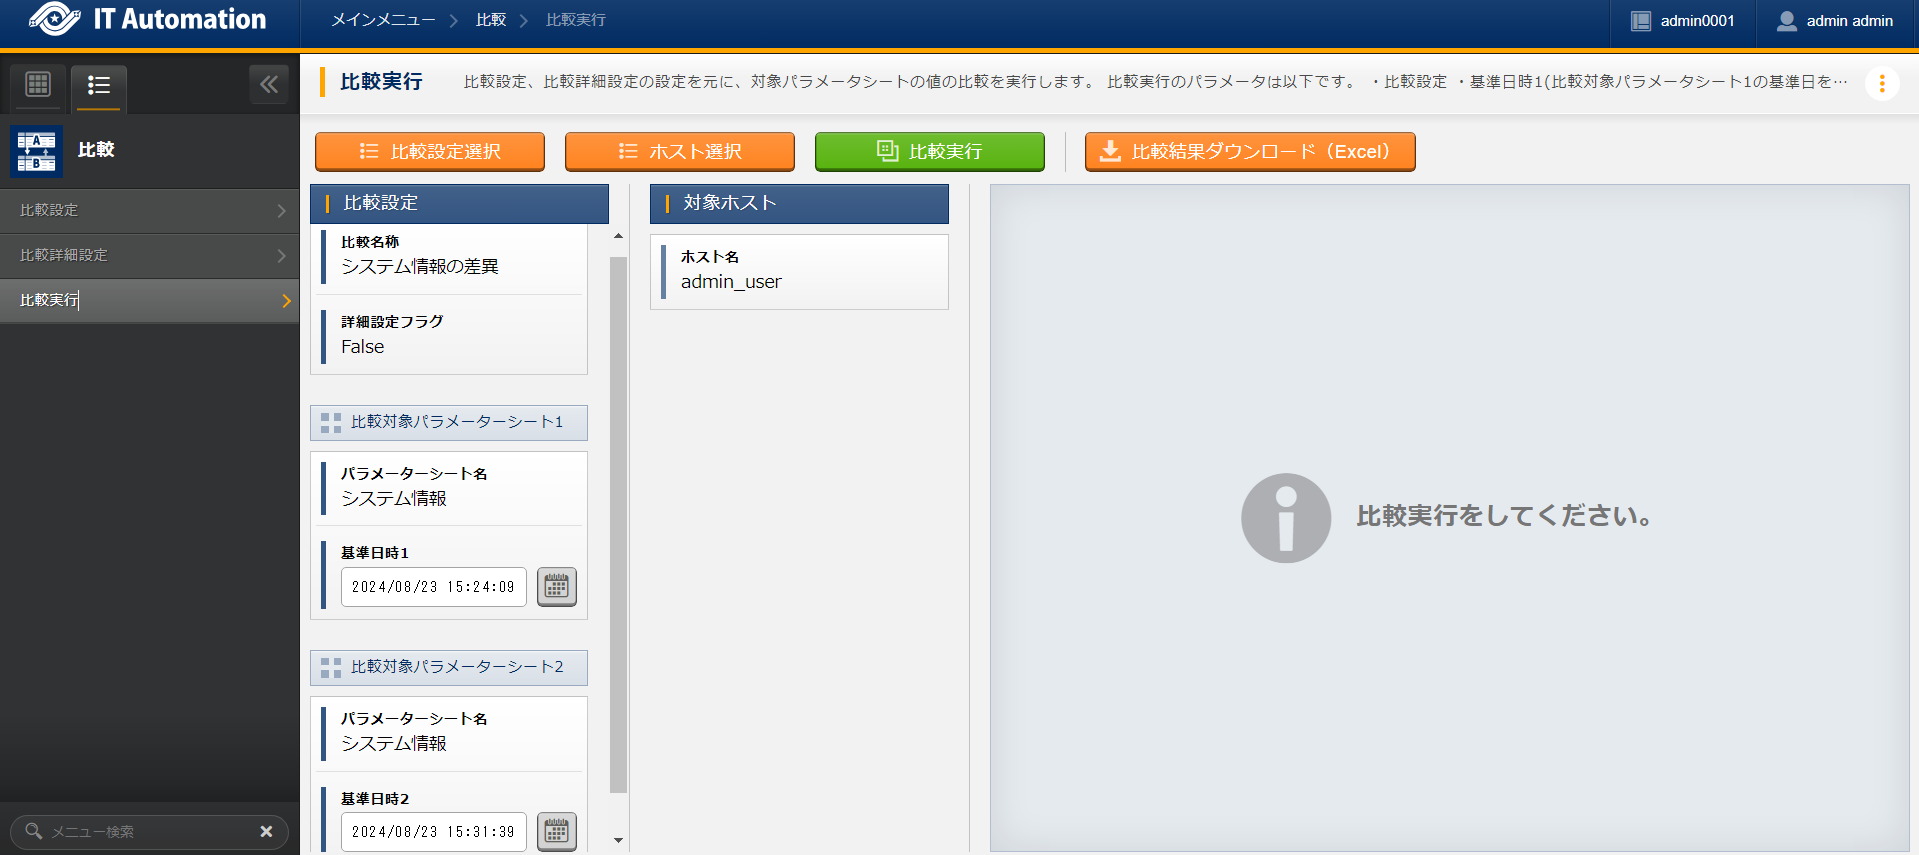 IT Automation
メインメニュー
比較
比較実行
admin0001
admin admin
比較
比較設定
比較詳細設定
比較実行
メニュー検索
比較実行
比較設定、比較詳細設定の設定を元に、対象パラメータシートの値の比較を実行します。 比較実行のパラメータは以下です。 ・比較設定 ・基準日時1(比較対象パラメータシート1の基準日を…
比較設定選択
ホスト選択
比較実行
比較結果ダウンロード（Excel）
比較設定
比較名称
システム情報の差異
詳細設定フラグ
False
比較対象パラメーターシート1
パラメーターシート名
システム情報
基準日時1
2024/08/23 15:24:09
比較対象パラメーターシート2
パラメーターシート名
システム情報
基準日時2
2024/08/23 15:31:39
対象ホスト
ホスト名
admin_user
比較実行をしてください。